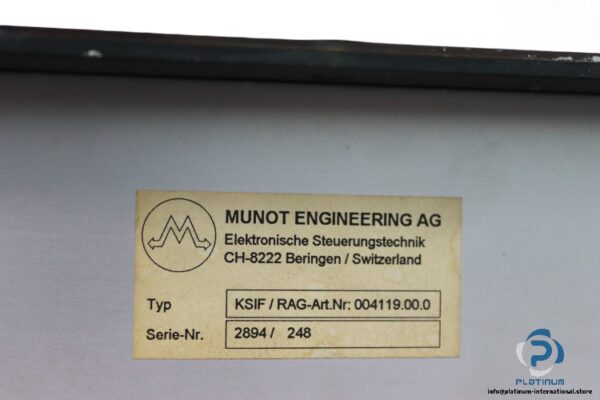 MUNOT ENGINEERING AG
Elektronische Steuerungstechnik
CH-8222 Beringen / Switzerland
Typ KSIF / RAG-Art.Nr: 004119.00.0
Serie-Nr. 2894 / 248
PLATINUM
info@platinum-international.store